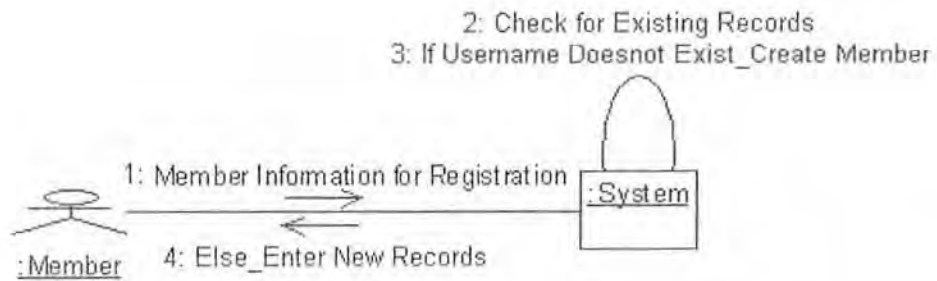 2: Check for Existing Records
3: If Username Doesnot Exist_Create Member
1: Member Information for Registration
:System
4: Else_Enter New Records
:Member